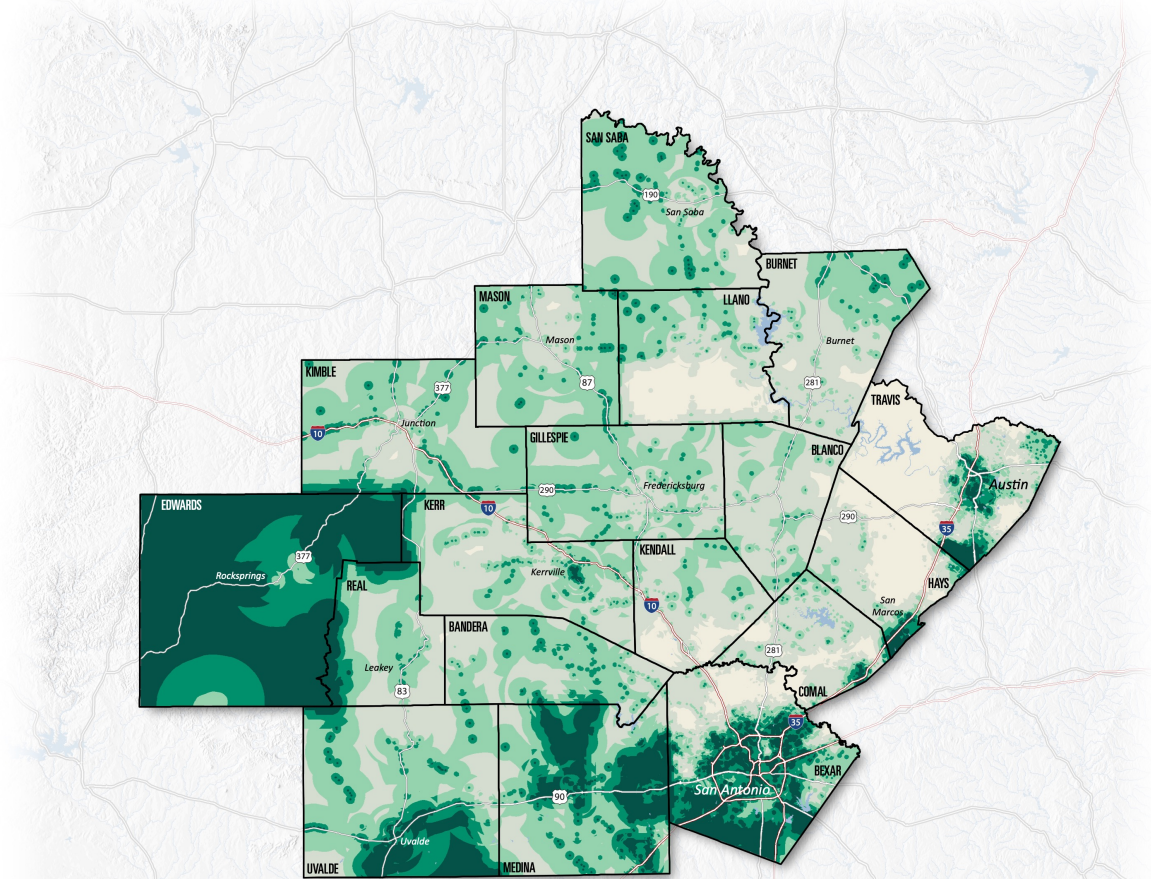 SAN SABA
190
San Saba
BURNET
MASON
LLANO
Mason
Burnet
KIMBLE
377
87
281
TRAVIS
Junction
10
GILLESPIE
BLANCO
Fredericksburg
Austin
290
EDWARDS
KERR
10
290
35
377
KENDALL
Rocksprings
Kerrville
HAYS
REAL
10
San
Marcos
BANDERA
281
Leakey
83
COMAL
35
BEXAR
San Antonio
90
Uvalde
UVALDE
MEDINA